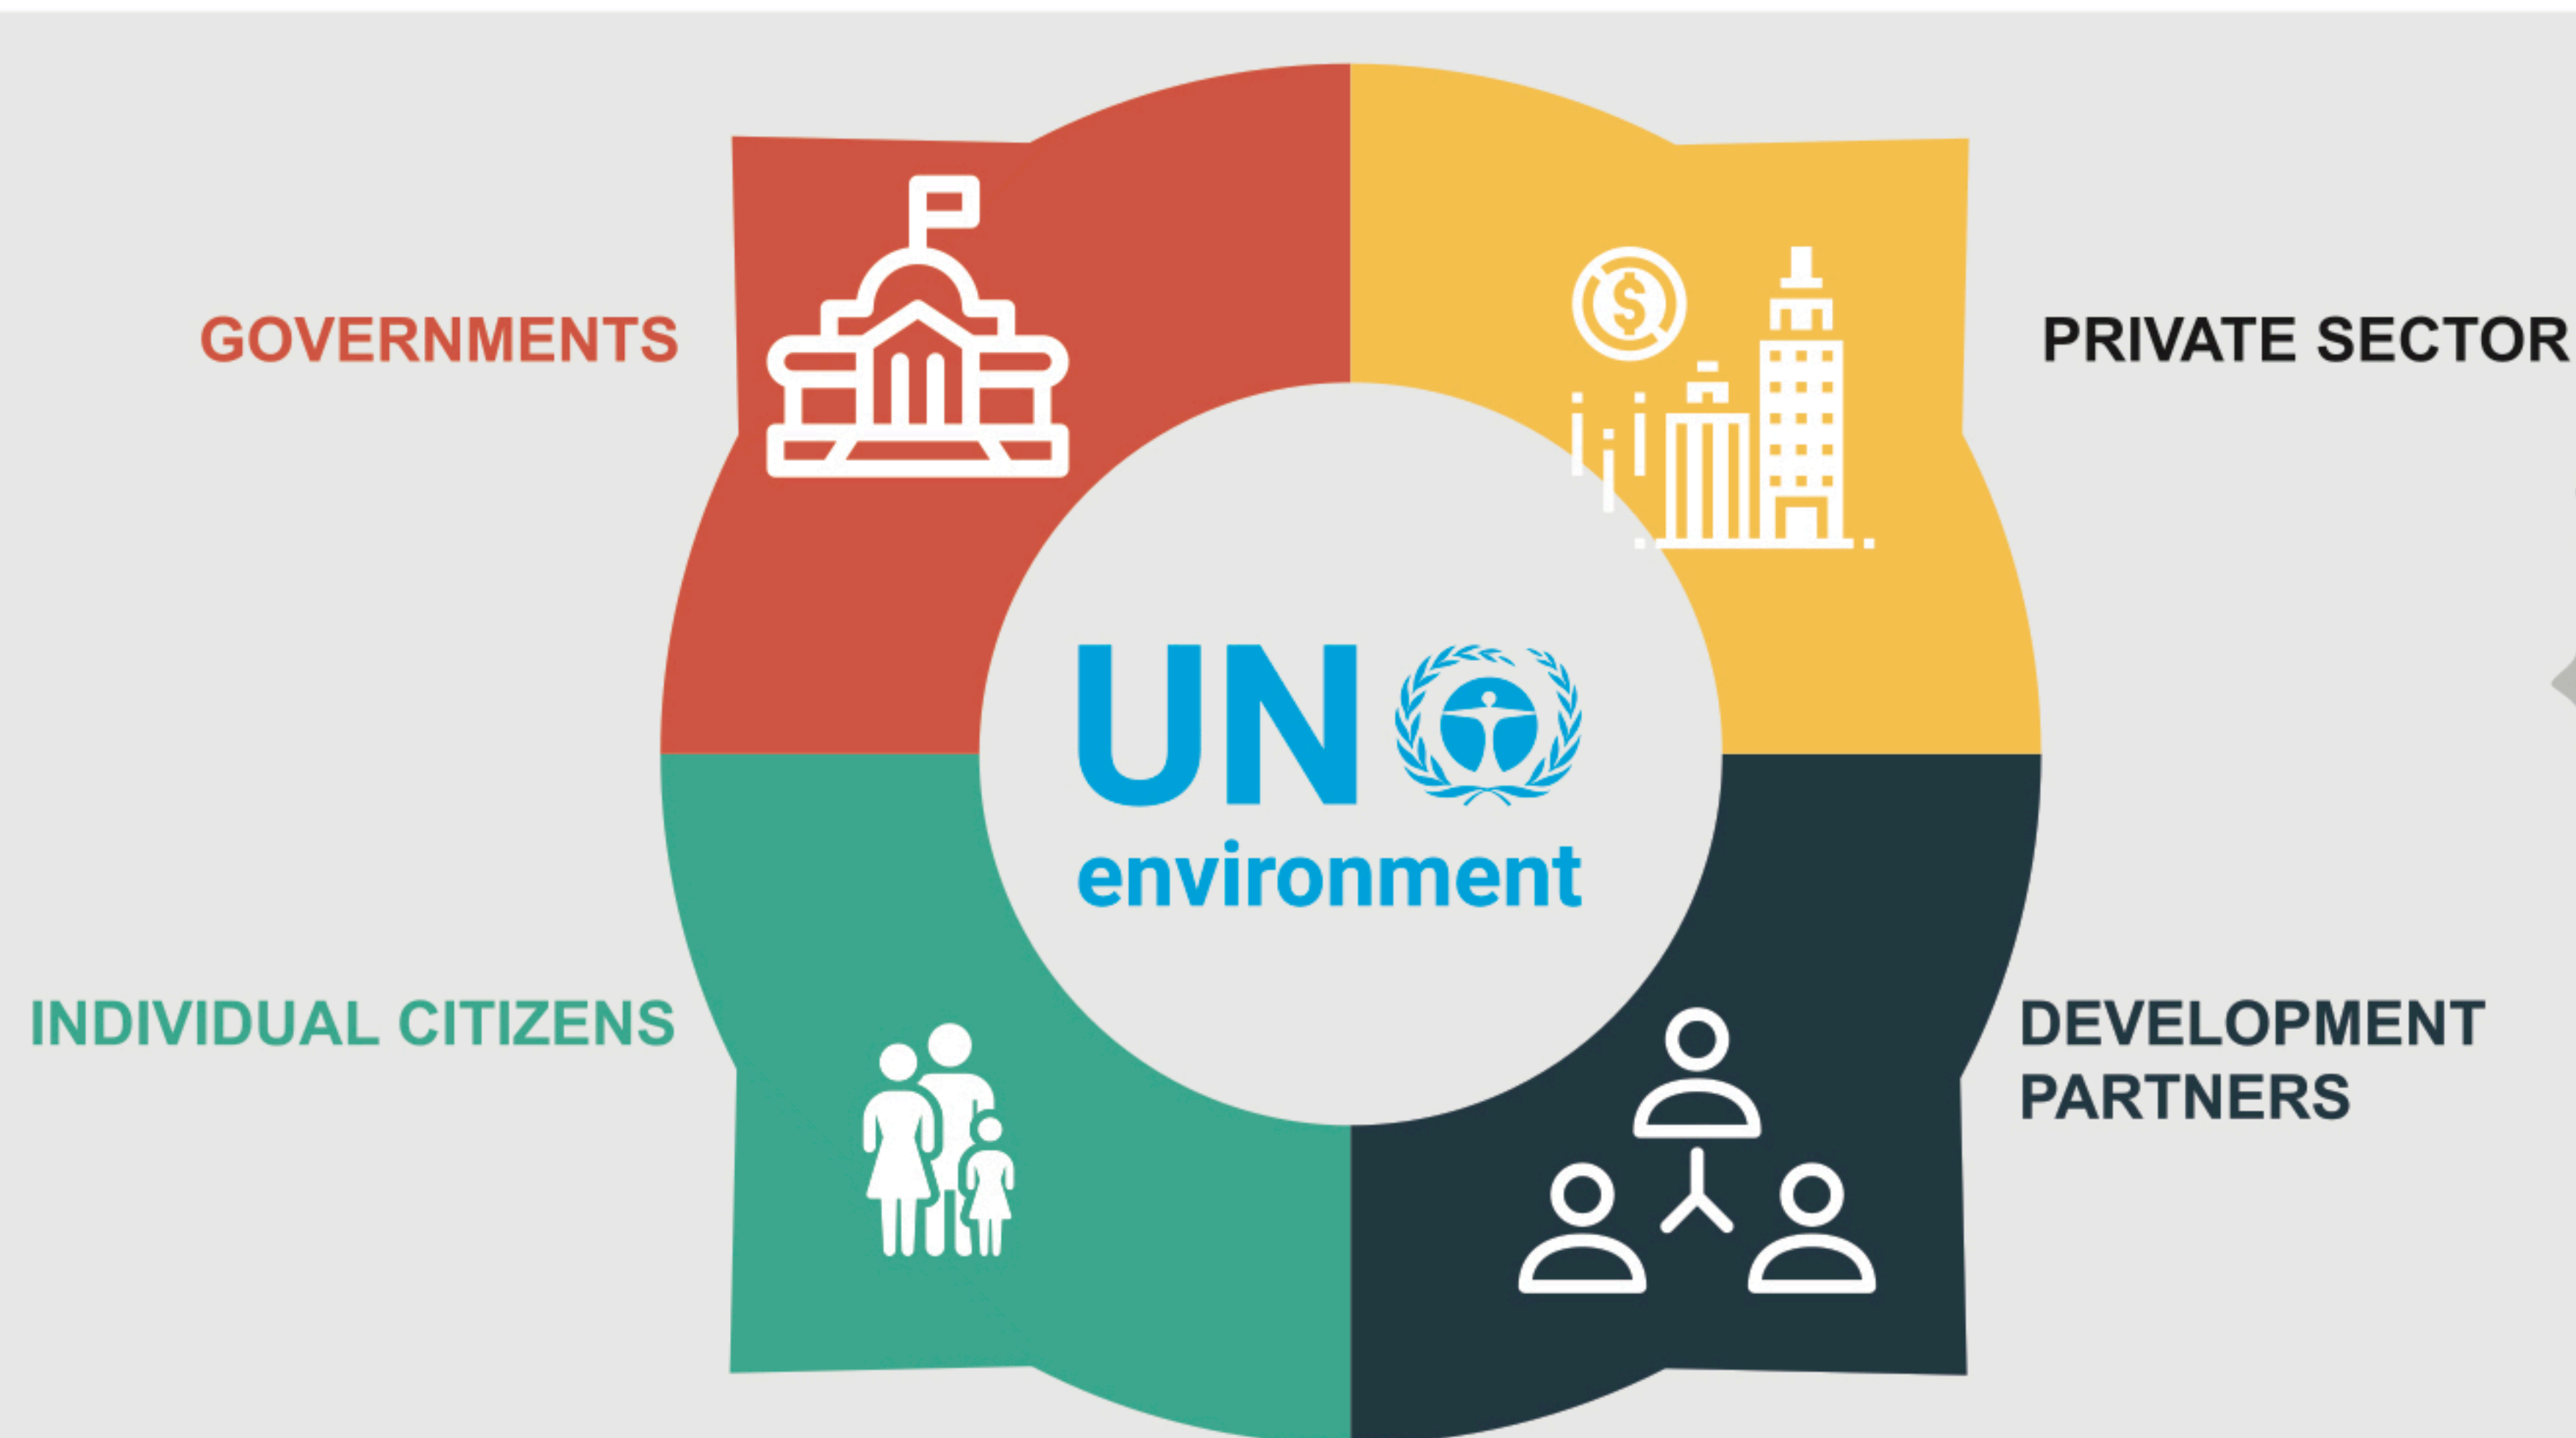 GOVERNMENTS
PRIVATE SECTOR
UN
environment
INDIVIDUAL CITIZENS
DEVELOPMENT
PARTNERS